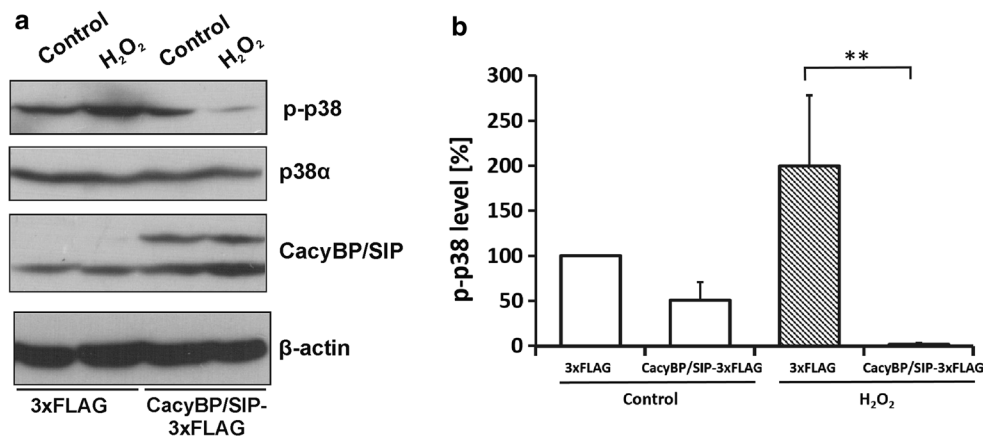 a
Control
H₂O₂
Control
H₂O₂
p-p38
p38α
CacyBP/SIP
β-actin
3xFLAG
CacyBP/SIP-
3xFLAG
b
**
p-p38 level [%]
300
250
200
150
100
50
0
3xFLAG
CacyBP/SIP-3xFLAG
3xFLAG
CacyBP/SIP-3xFLAG
Control
H₂O₂